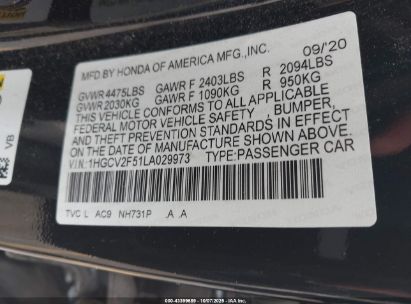 MFD BY HONDA OF AMERICA MFG.,INC. 09/20
GVWR 4475LBS GAWR F 2403LBS R 2094LBS
GVWR 2030KG GAWR F 1090KG R 950KG
THIS VEHICLE CONFORMS TO ALL APPLICABLE
FEDERAL MOTOR VEHICLE SAFETY , BUMPER,
AND THEFT PREVENTION STANDARDS IN EFFECT
ON THE DATE OF MANUFACTURE SHOWN ABOVE.
V.I.N: 1HGCV2F51LA029973 TYPE:PASSENGER CAR
TVC L AC9 NH731P .A A
VB